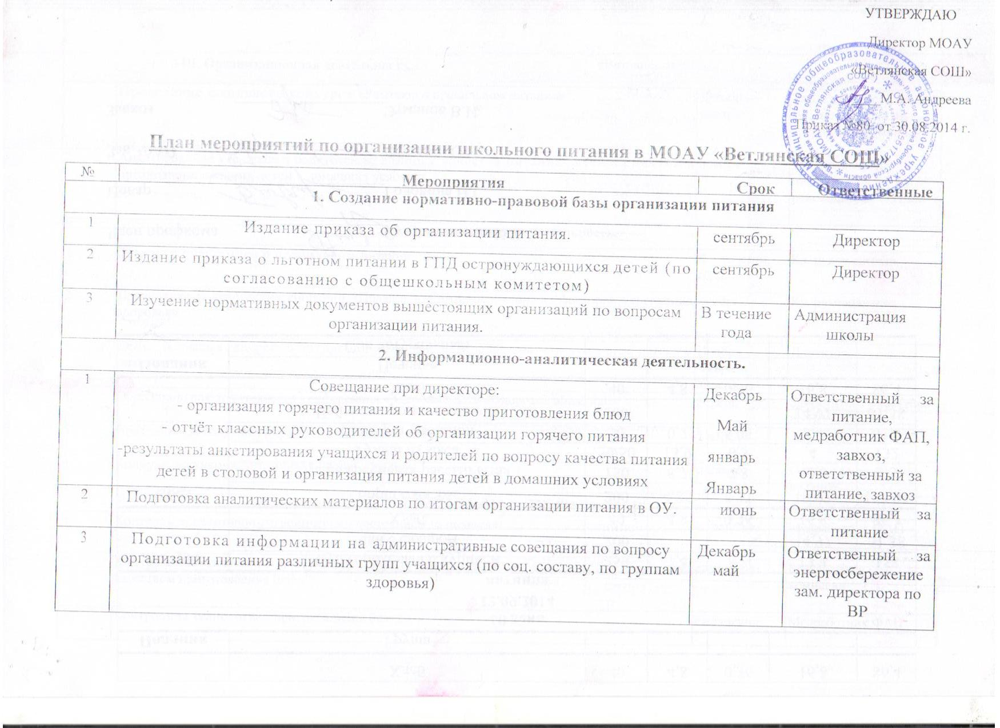 УТВЕРЖДАЮ
Директор МОАУ
«Ветлянская СОШ»
М.А. Андреева
Приказ №80 от 30.08.2014 г.
План мероприятий по организации школьного питания в МОАУ «Ветлянская СОШ»
№ Мероприятия Срок Ответственные
1. Создание нормативно-правовой базы организации питания
1 Издание приказа об организации питания. сентябрь Директор
2 Издание приказа о льготном питании в ГПД остронуждающихся детей (по сентябрь Директор
согласованию с общешкольным комитетом)
3 Изучение нормативных документов вышестоящих организаций по вопросам В течение Администрация
организации питания. года школы
2. Информационно-аналитическая деятельность.
1 Совещание при директоре: Декабрь Ответственный за
- организация горячего питания и качество приготовления блюд Май питание,
- отчёт классных руководителей об организации горячего питания медработник ФАП,
-результаты анкетирования учащихся и родителей по вопросу качества питания январь завхоз,
детей в столовой и организация питания детей в домашних условиях Январь ответственный за
питание, завхоз
2 Подготовка аналитических материалов по итогам организации питания в ОУ. июнь Ответственный за
питание
3 Подготовка информации на административные совещания по вопросу Декабрь Ответственный за
организации питания различных групп учащихся (по соц. составу, по группам май энергосбережение
здоровья) зам. директора по
ВР